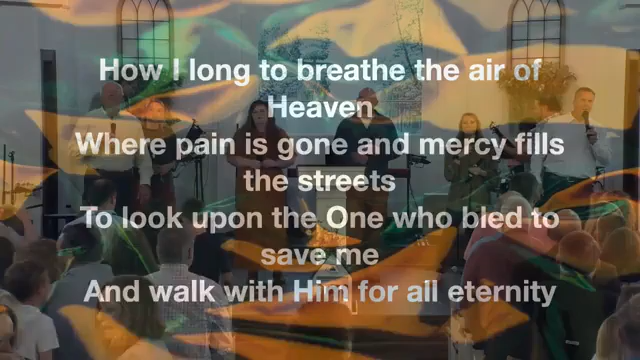 How I long to breathe the air of
Heaven
Where pain is gone and mercy fills
the streets
To look upon the One who bled to
save me
And walk with Him for all eternity